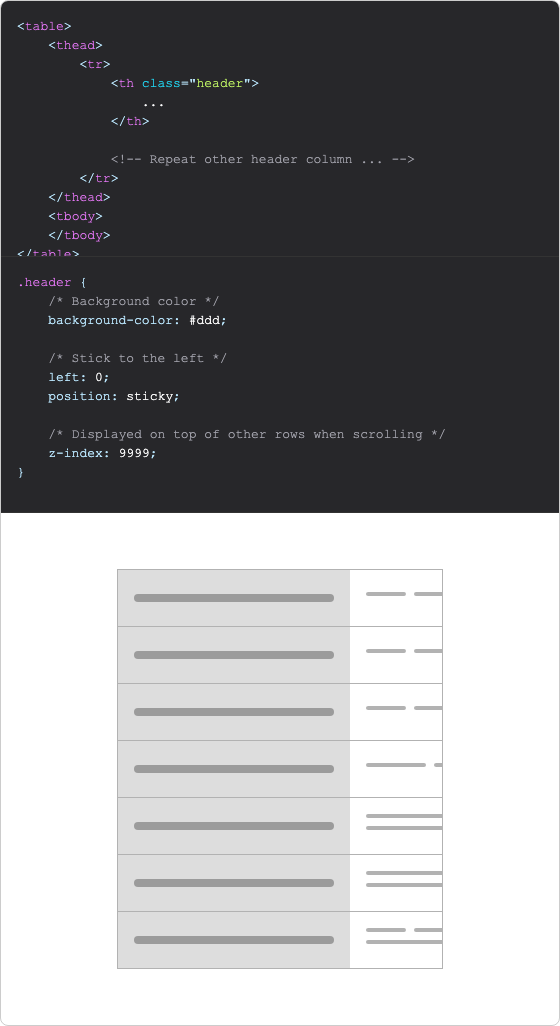 <table>
<thead>
<tr>
<th class="header">
...
</th>
<!-- Repeat other header column ... -->
</tr>
</thead>
<tbody>
</tbody>
</table>
.header {
/* Background color */
background-color: #ddd;
/* Stick to the left */
left: 0;
position: sticky;
/* Displayed on top of other rows when scrolling */
z-index: 9999;
}